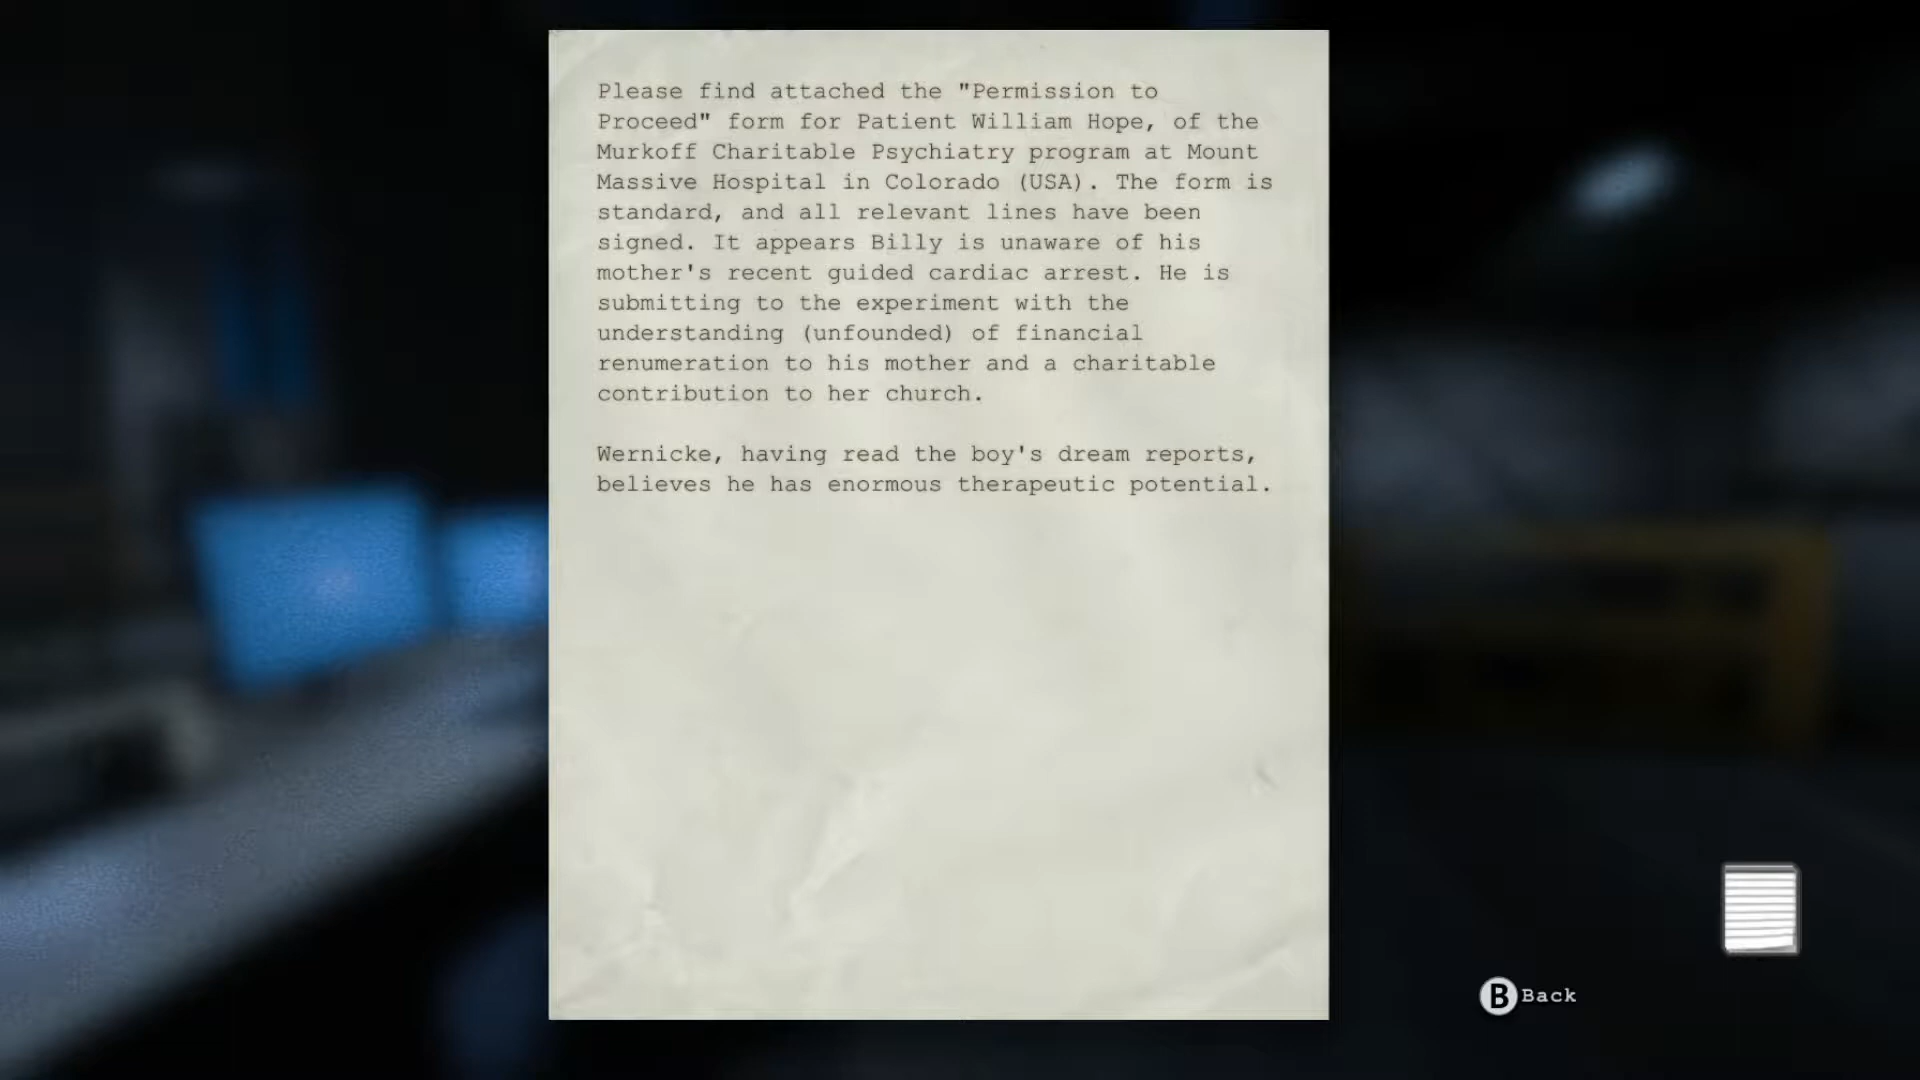 Please find attached the "Permission to
Proceed" form for Patient William Hope, of the
Murkoff Charitable Psychiatry program at Mount
Massive Hospital in Colorado (USA). The form is
standard, and all relevant lines have been
signed. It appears Billy is unaware of his
mother's recent guided cardiac arrest. He is
submitting to the experiment with the
understanding (unfounded) of financial
renumeration to his mother and a charitable
contribution to her church.
Wernicke, having read the boy's dream reports,
believes he has enormous therapeutic potential.
B Back